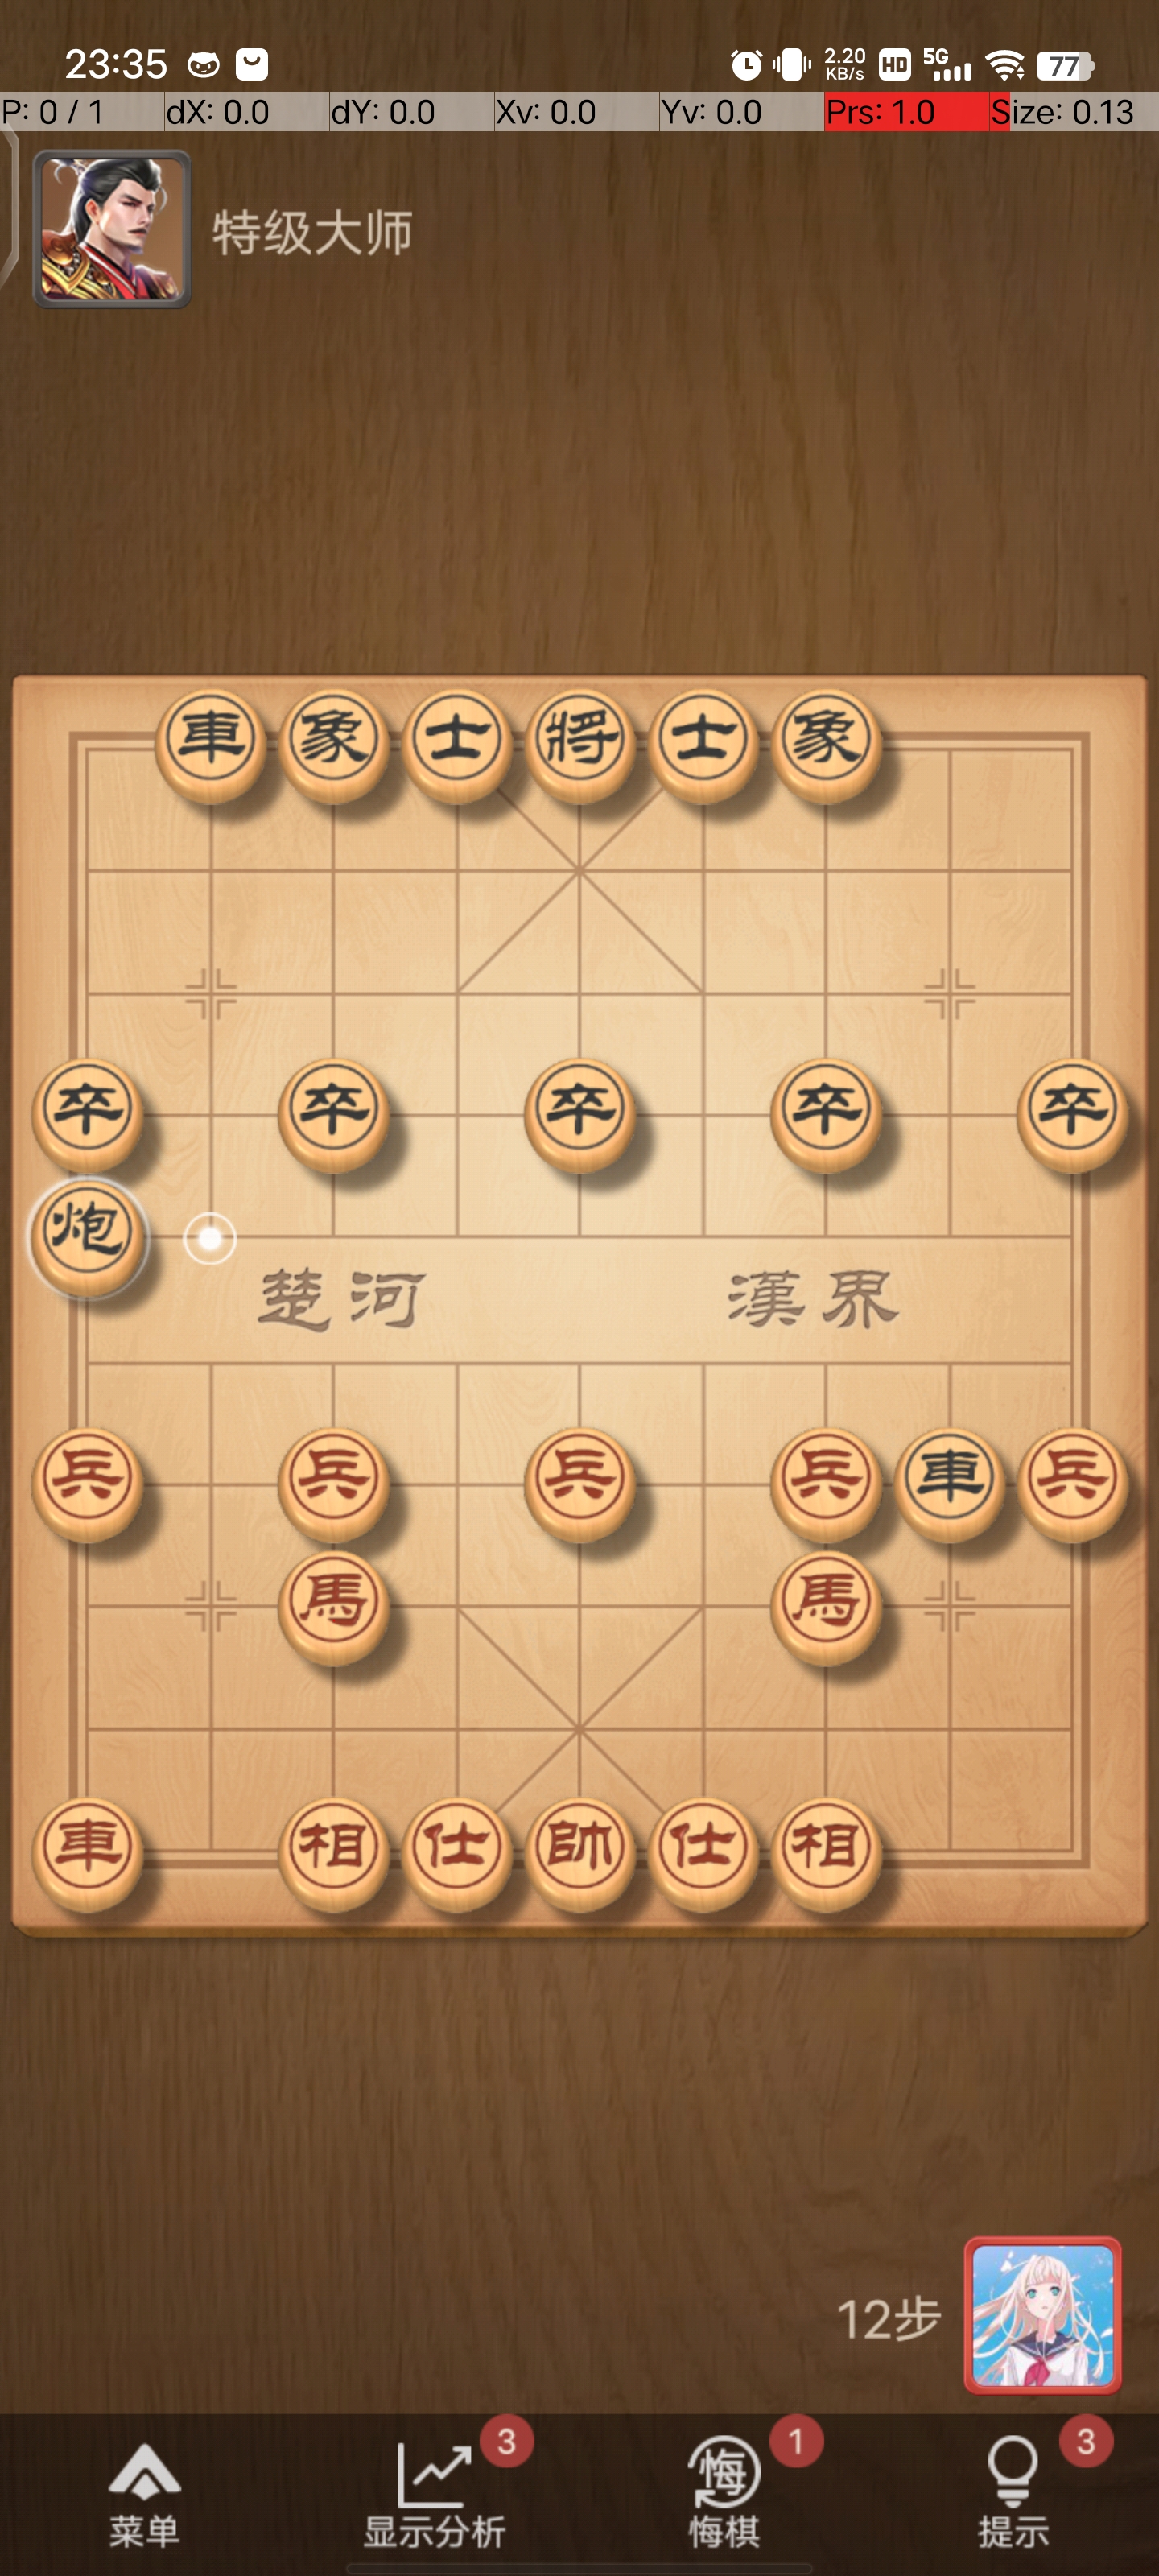 23:35 2.20 KB/s HD 5G 77
P: 0 / 1 dX: 0.0 dY: 0.0 Xv: 0.0 Yv: 0.0 Prs: 1.0 Size: 0.13
特级大师
車 象 士 將 士 象
卒 卒 卒 卒 卒
炮
楚河 漢界
兵 兵 兵 兵 車 兵
馬 馬
車 相 仕 帥 仕 相
12步
3 1 3
悔
菜单 显示分析 悔棋 提示